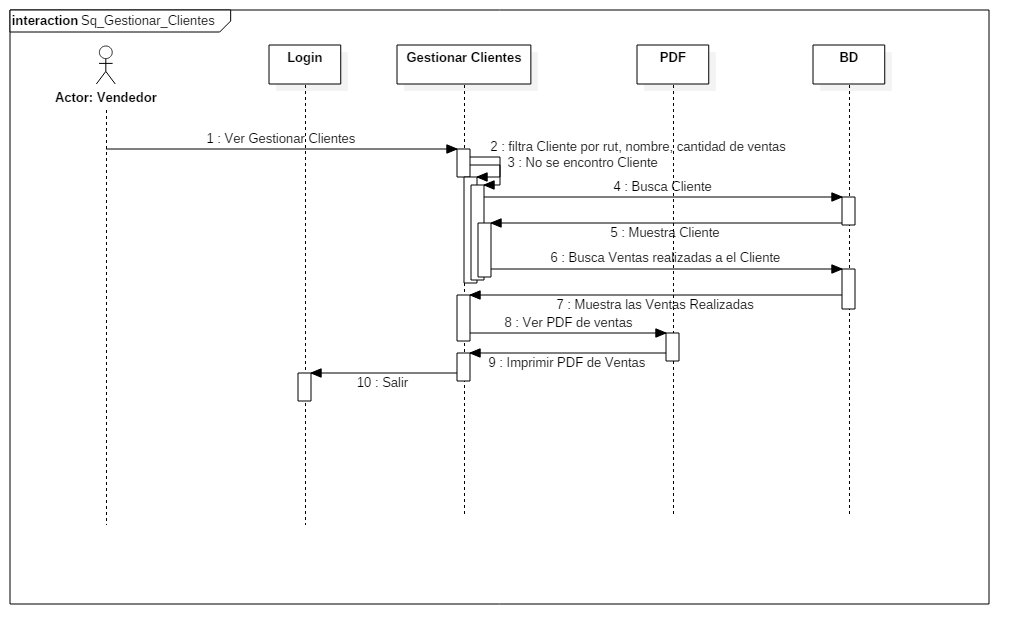 interaction Sq_Gestionar_Clientes
Login
Gestionar Clientes
PDF
BD
Actor: Vendedor
1 : Ver Gestionar Clientes
2 : filtra Cliente por rut, nombre, cantidad de ventas
3 : No se encontro Cliente
4 : Busca Cliente
5 : Muestra Cliente
6 : Busca Ventas realizadas a el Cliente
7 : Muestra las Ventas Realizadas
8 : Ver PDF de ventas
9 : Imprimir PDF de Ventas
10 : Salir